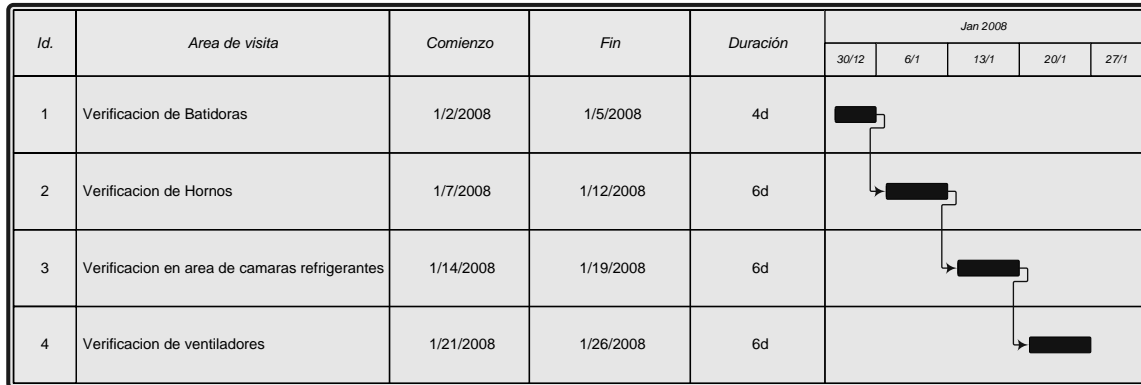 Id. Area de visita Comienzo Fin Duración Jan 2008
30/12 6/1 13/1 20/1 27/1
1 Verificacion de Batidoras 1/2/2008 1/5/2008 4d
2 Verificacion de Hornos 1/7/2008 1/12/2008 6d
3 Verificacion en area de camaras refrigerantes 1/14/2008 1/19/2008 6d
4 Verificacion de ventiladores 1/21/2008 1/26/2008 6d